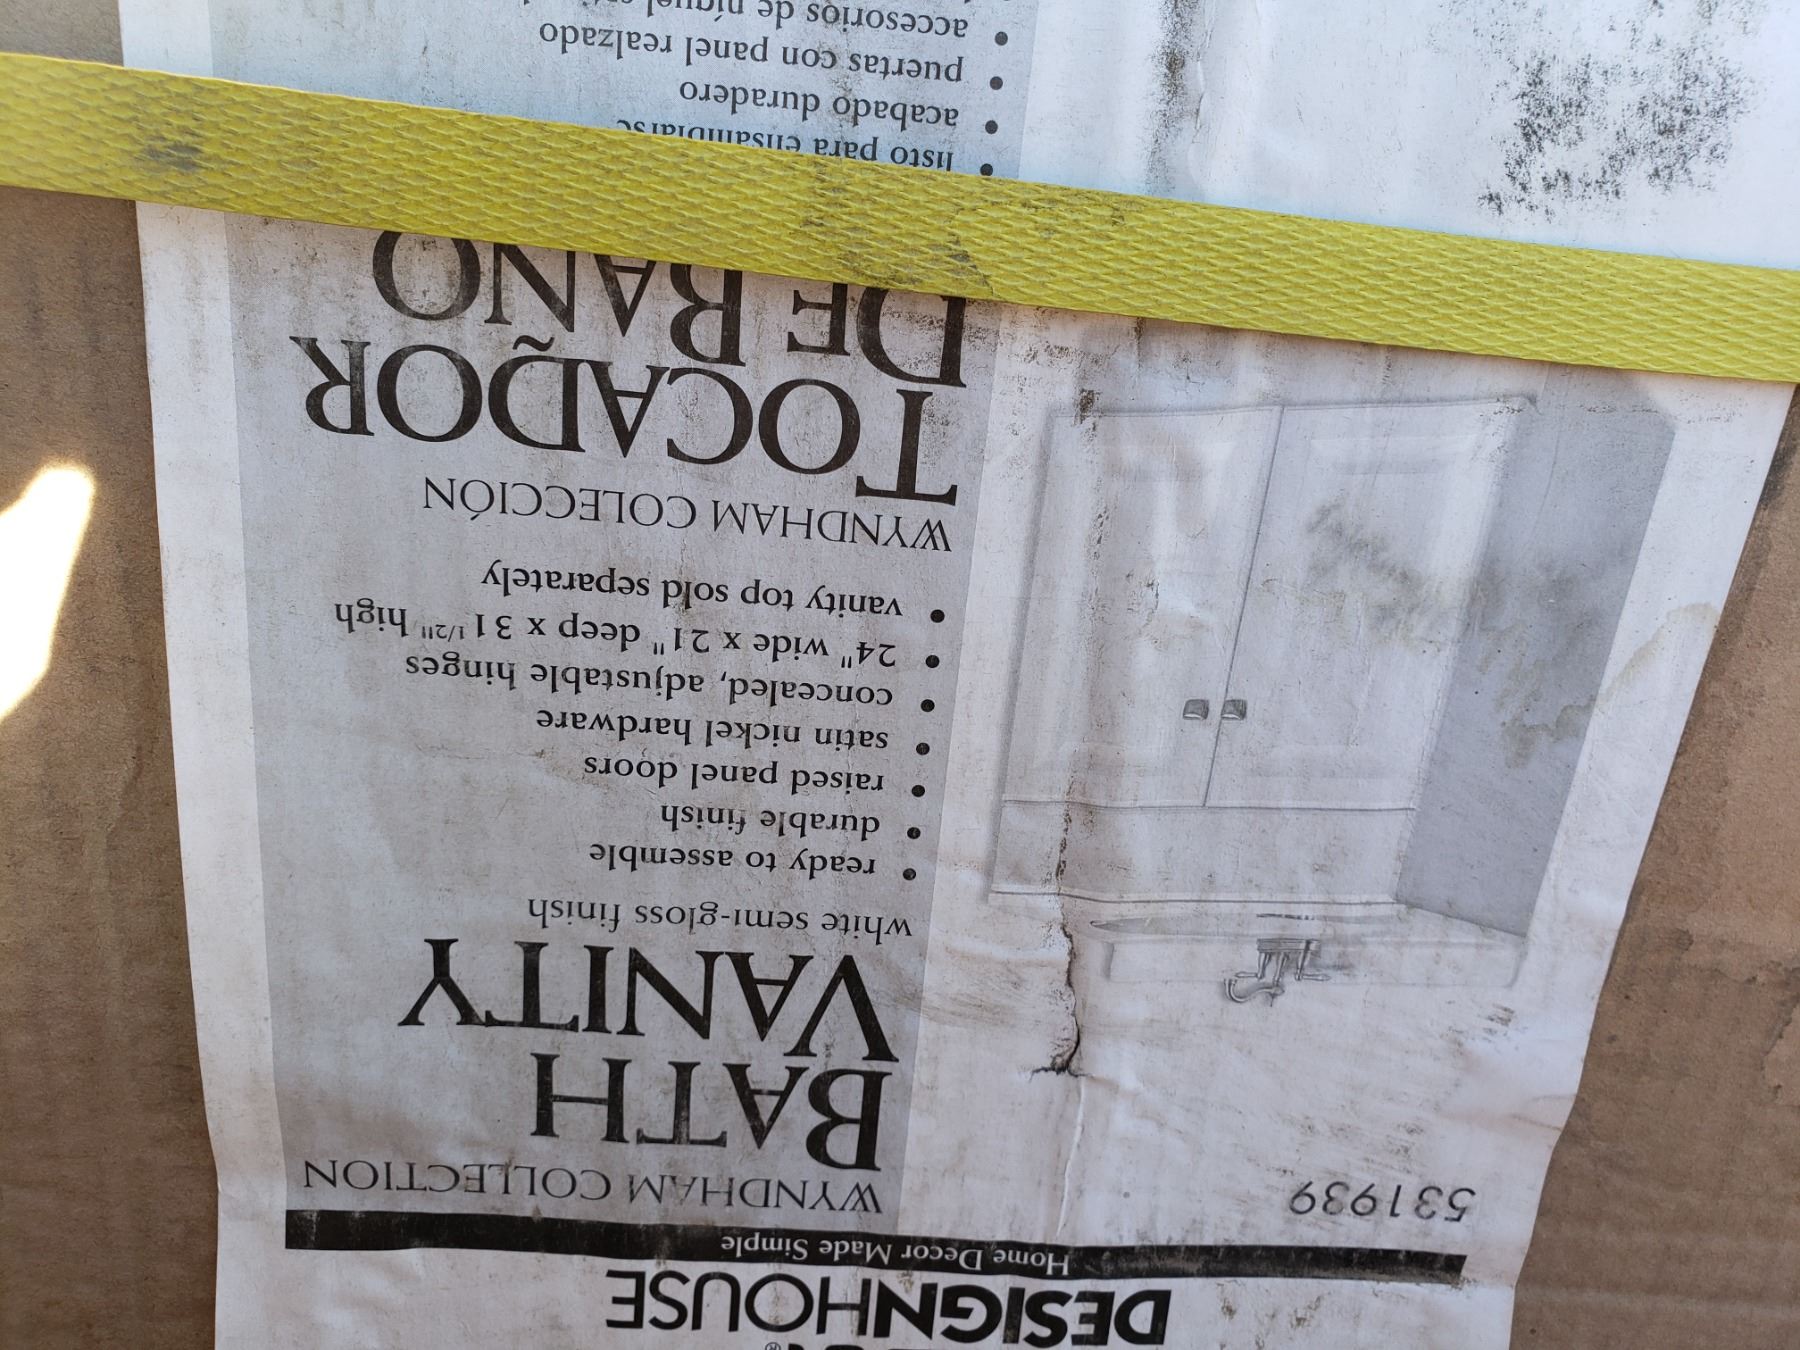 DESIGNHOUSE
Home Decor Made Simple
531939
WYNDHAM COLLECTION
BATH
VANITY
white semi-gloss finish
• ready to assemble
• durable finish
• raised panel doors
• satin nickel hardware
• concealed, adjustable hinges
• 24" wide x 21" deep x 31 1/2" high
• vanity top sold separately
WYNDHAM COLECCIÓN
TOCADOR
DE BAÑO
• listo para ensamblarse
• acabado duradero
• puertas con panel realzado
• accesorios de níquel